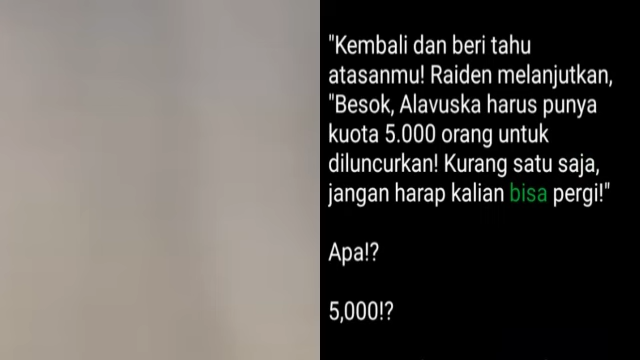 "Kembali dan beri tahu
atasanmu! Raiden melanjutkan,
"Besok, Alavuska harus punya
kuota 5.000 orang untuk
diluncurkan! Kurang satu saja,
jangan harap kalian bisa pergi!"
Apa!?
5,000!?